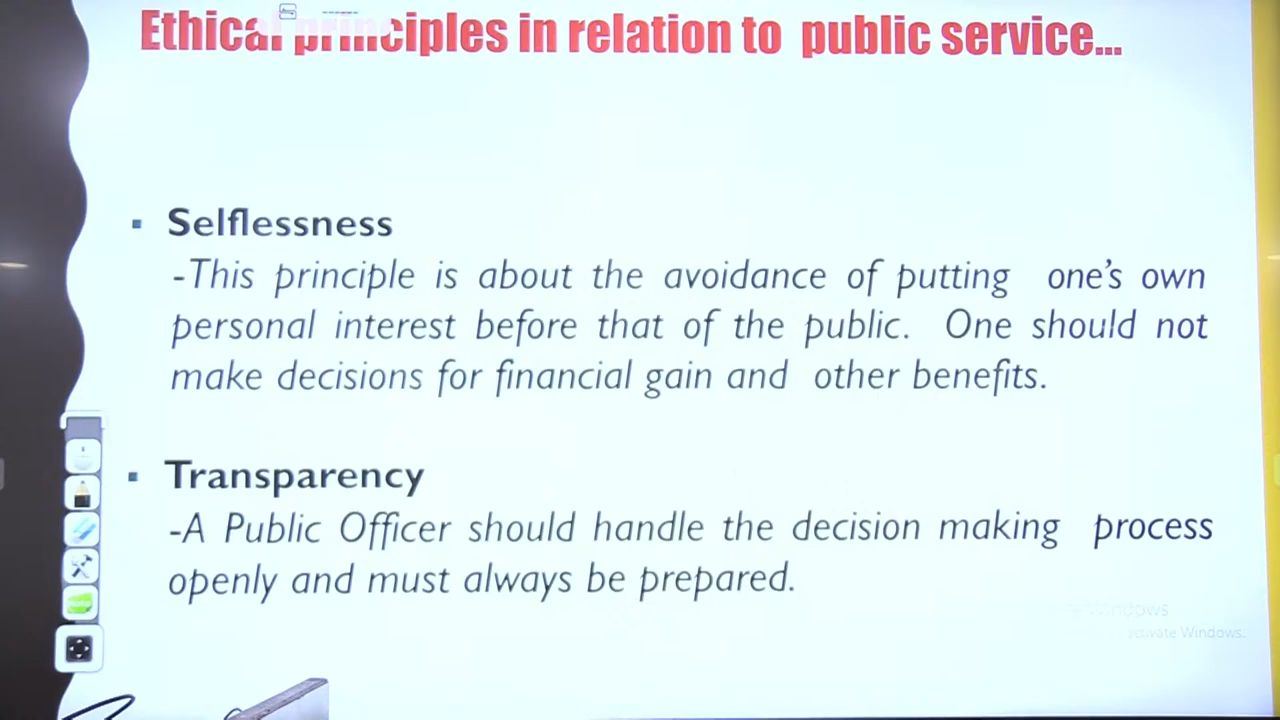 Ethical principles in relation to public service...
▪ Selflessness
-This principle is about the avoidance of putting one's own
personal interest before that of the public. One should not
make decisions for financial gain and other benefits.
▪ Transparency
-A Public Officer should handle the decision making process
openly and must always be prepared.
Windows
activate Windows.